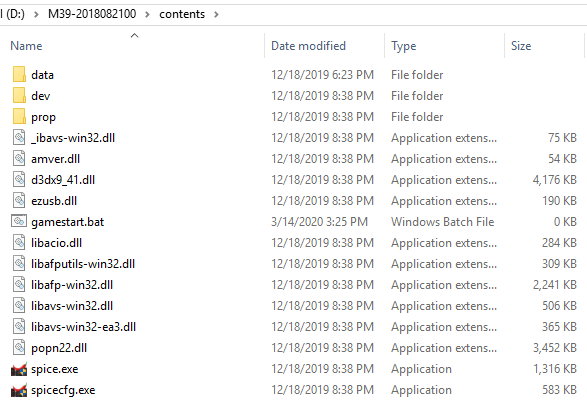 l (D:) > M39-2018082100 > contents >
Name Date modified Type Size
data 12/18/2019 6:23 PM File folder
dev 12/18/2019 8:38 PM File folder
prop 12/18/2019 8:38 PM File folder
_ibavs-win32.dll 12/18/2019 8:38 PM Application extens... 75 KB
amver.dll 12/18/2019 8:38 PM Application extens... 54 KB
d3dx9_41.dll 12/18/2019 8:38 PM Application extens... 4,176 KB
ezusb.dll 12/18/2019 8:38 PM Application extens... 190 KB
gamestart.bat 3/14/2020 3:25 PM Windows Batch File 0 KB
libacio.dll 12/18/2019 8:38 PM Application extens... 284 KB
libafputils-win32.dll 12/18/2019 8:38 PM Application extens... 309 KB
libafp-win32.dll 12/18/2019 8:38 PM Application extens... 2,241 KB
libavs-win32.dll 12/18/2019 8:38 PM Application extens... 506 KB
libavs-win32-ea3.dll 12/18/2019 8:38 PM Application extens... 365 KB
popn22.dll 12/18/2019 8:38 PM Application extens... 3,452 KB
spice.exe 12/18/2019 8:38 PM Application 1,316 KB
spicecfg.exe 12/18/2019 8:38 PM Application 583 KB